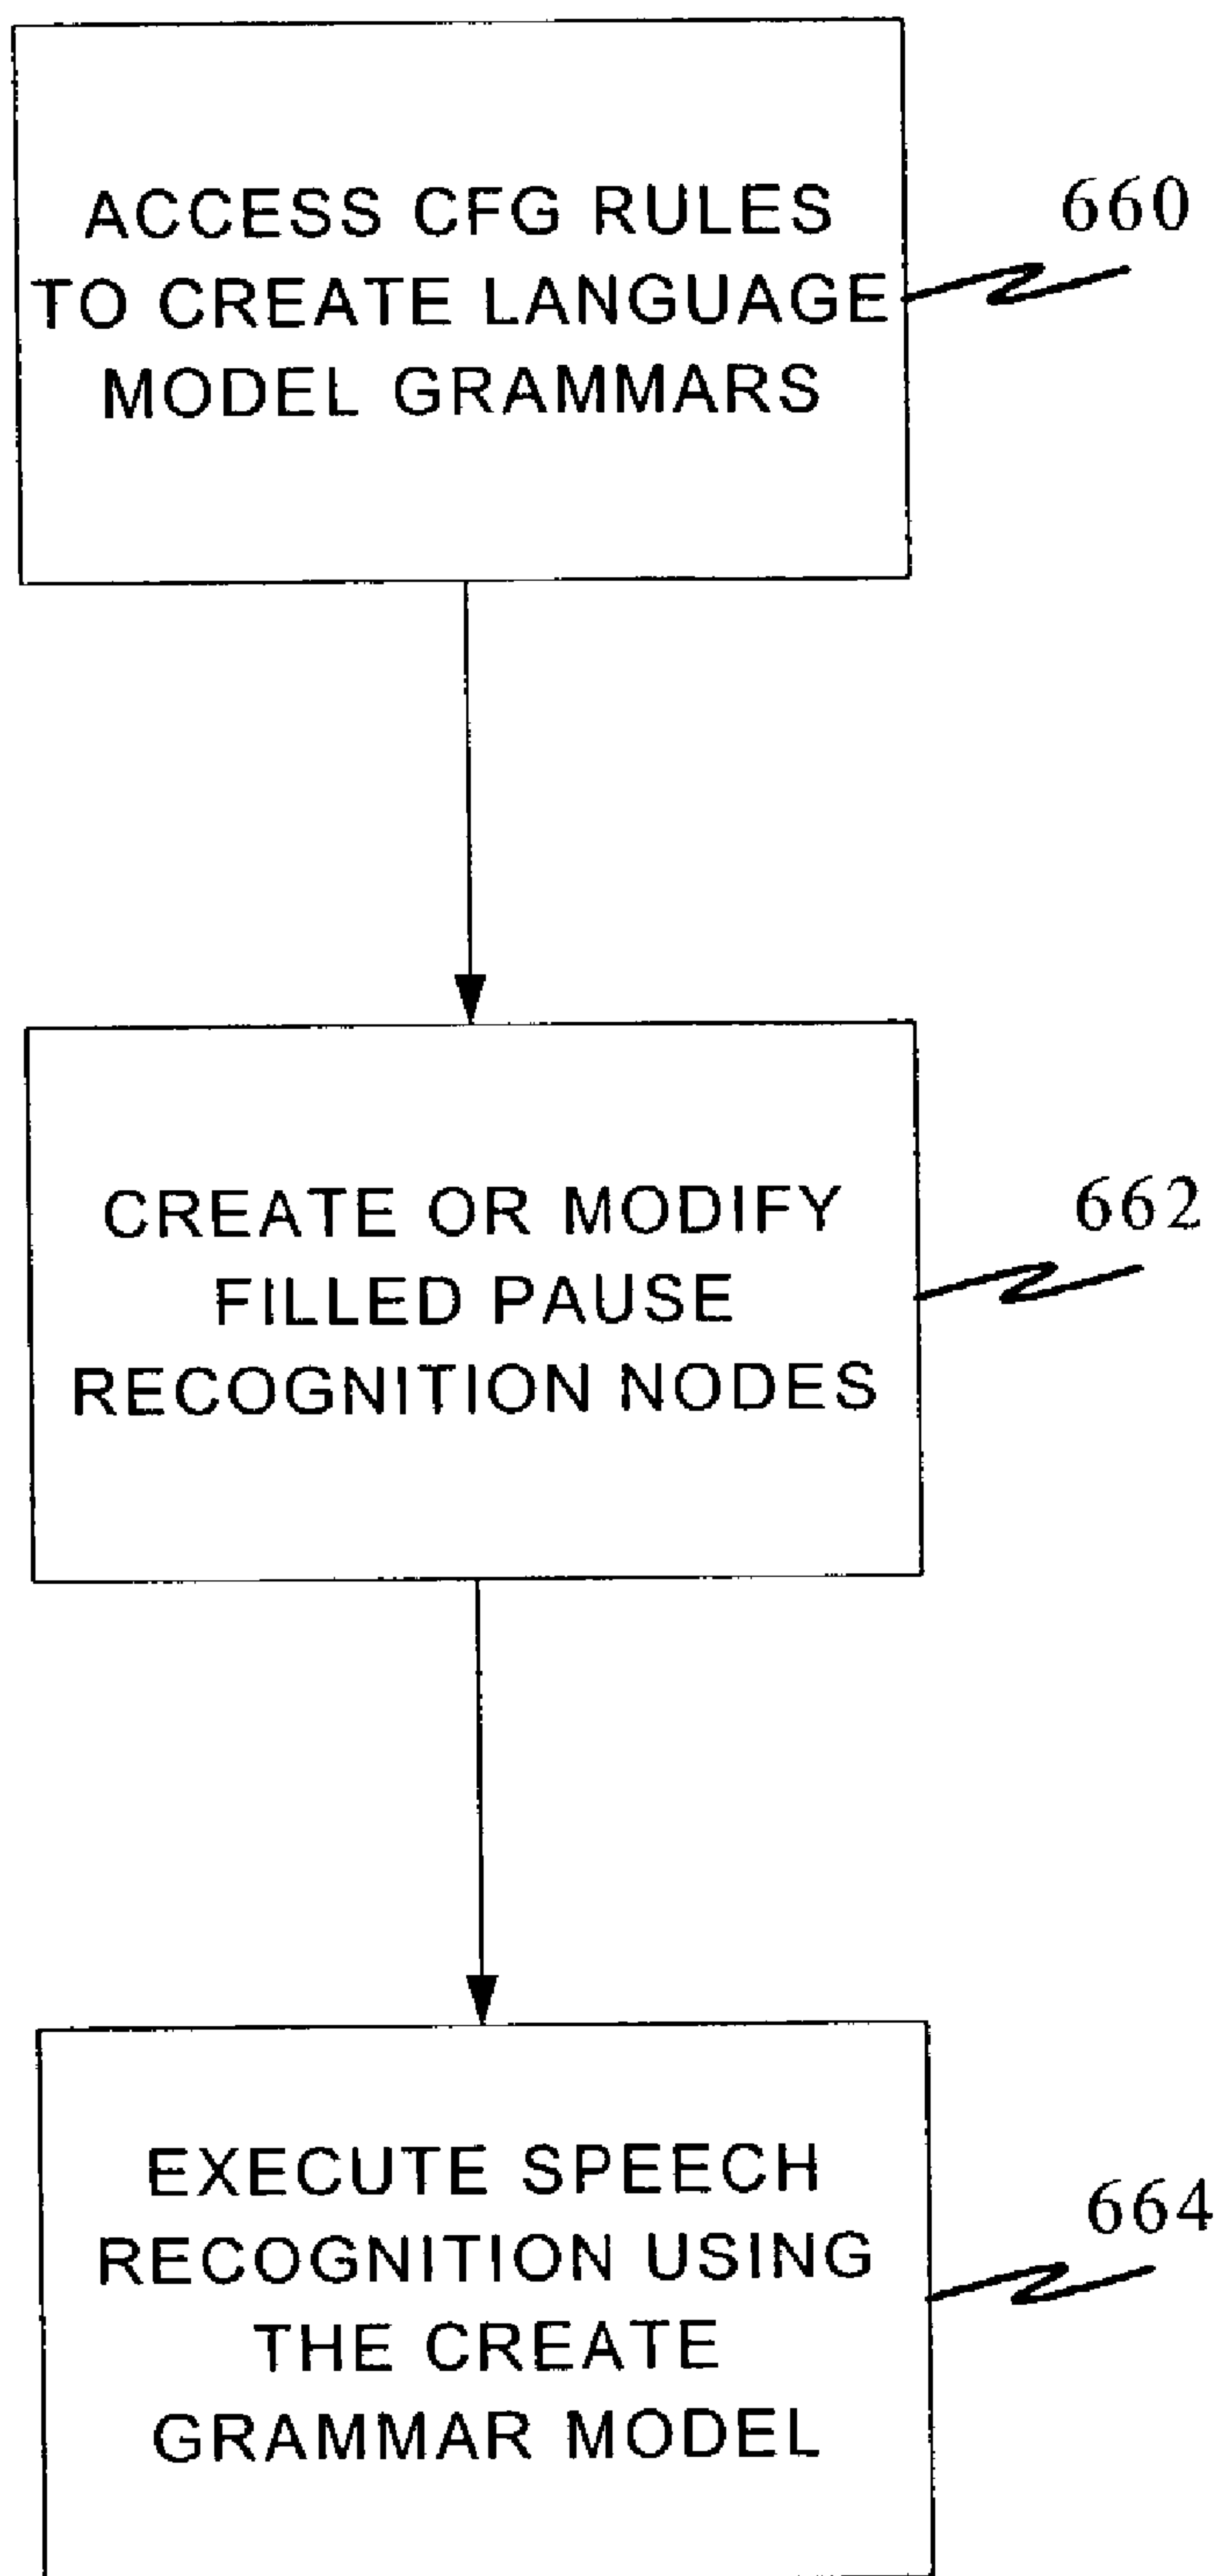 ACCESS CFG RULES
TO CREATE LANGUAGE
MODEL GRAMMARS
660
CREATE OR MODIFY
FILLED PAUSE
RECOGNITION NODES
662
EXECUTE SPEECH
RECOGNITION USING
THE CREATE
GRAMMAR MODEL
664